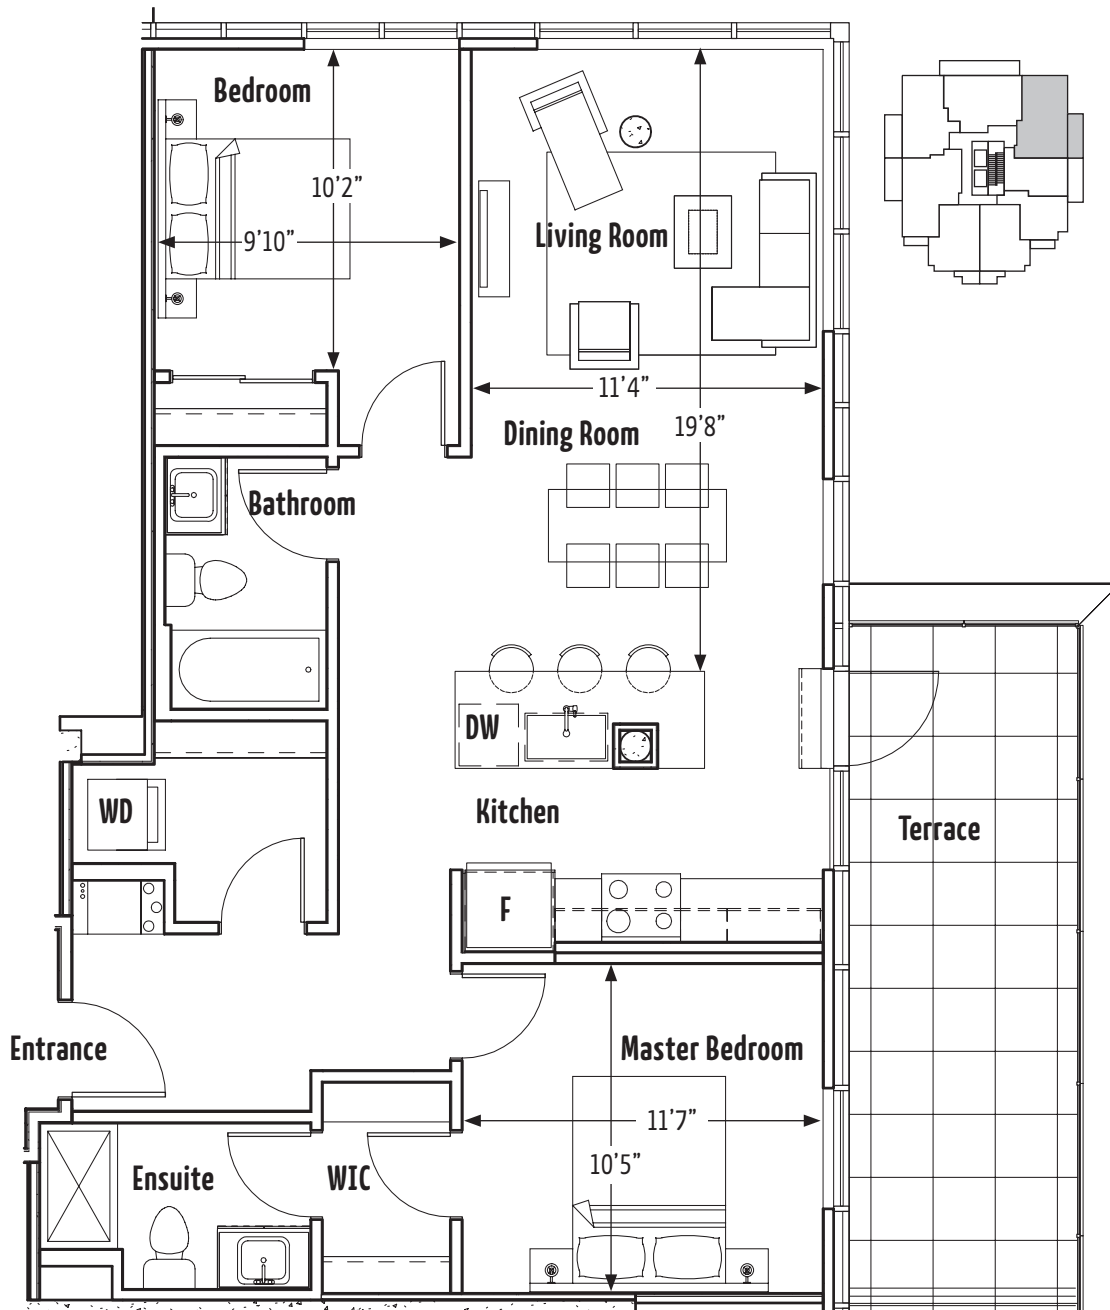 Bedroom
10’2”
9’10”
Living Room
11’4”
Dining Room
19’8”
Bathroom
DW
Kitchen
WD
Terrace
F
Entrance
Master Bedroom
11’7”
10’5”
Ensuite
WIC